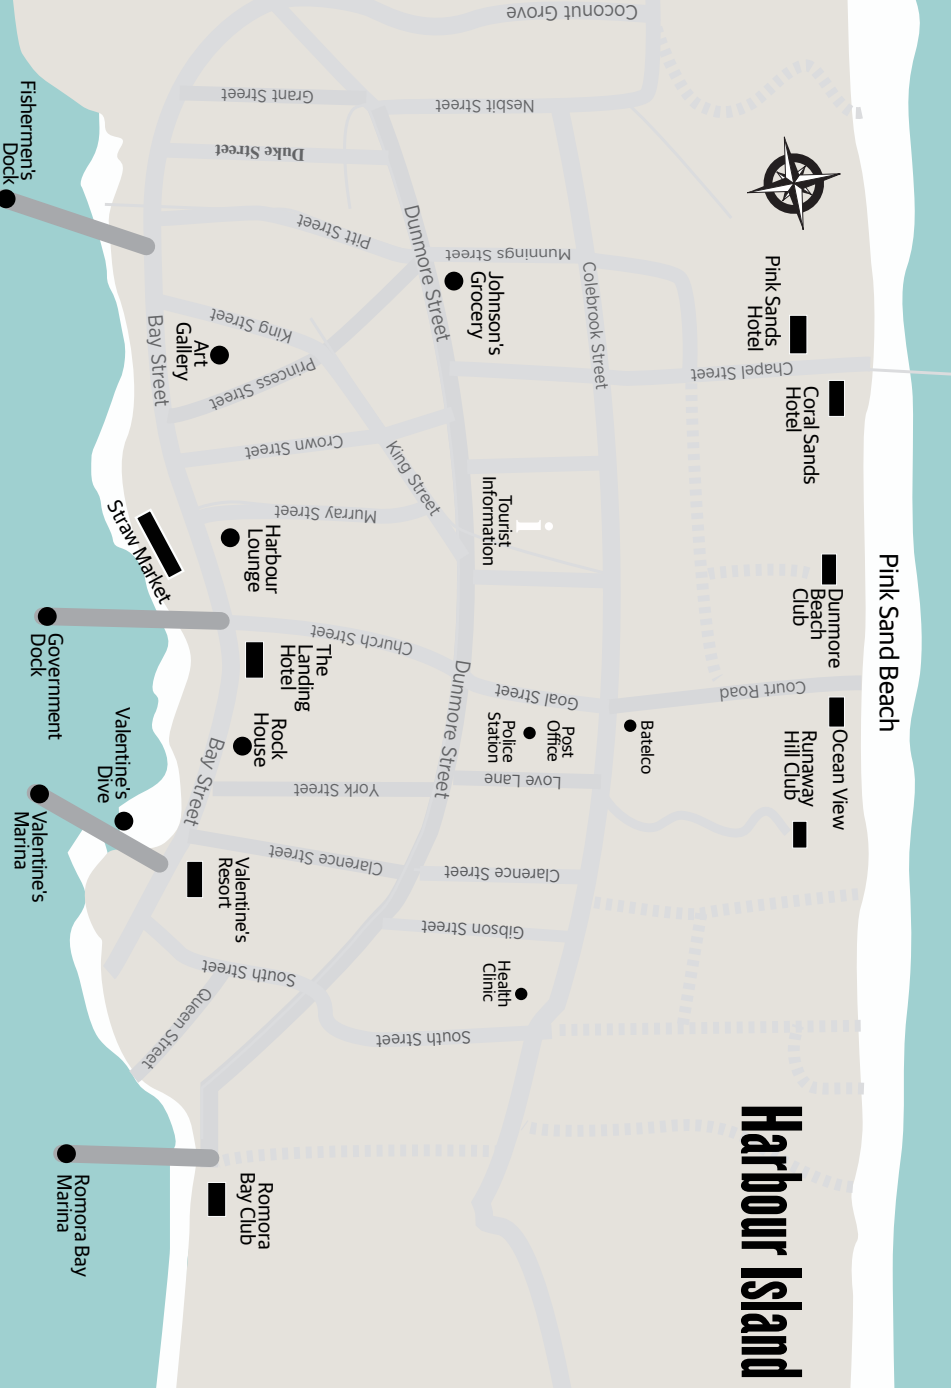 Harbour Island
Pink Sand Beach
Pink Sands
Hotel
Coral Sands
Hotel
Dunmore
Beach
Club
Ocean View
Runaway
Hill Club
Coconut Grove
Nesbit Street
Grant Street
Duke Street
Pitt Street
Munnings Street
Dunmore Street
Colebrook Street
Johnson's
Grocery
Chapel Street
Fishermen's
Dock
Bay Street
King Street
Art
Gallery
Princess Street
Crown Street
King Street
Murray Street
Tourist
Information
i
Straw Market
Harbour
Lounge
Government
Dock
Church Street
The
Landing
Hotel
Goal Street
Court Road
Dunmore Street
Police
Station
Post
Office
Batelco
Rock
House
Bay Street
York Street
Love Lane
Valentine's
Dive
Valentine's
Marina
Valentine's
Resort
Clarence Street
Clarence Street
Gibson Street
Health
Clinic
South Street
Queen Street
South Street
Romora
Bay Club
Romora Bay
Marina